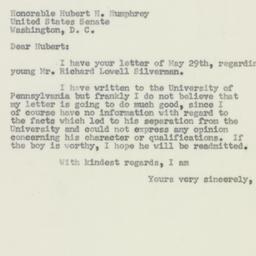 Honorable Hubert H. Humphrey
United States Senate
Washington, D. C.
Dear Hubert:
I have your letter of May 29th, regardin
young Mr. Richard Lowell Silverman.
I have written to the University of
Pennsylvania but frankly I do not believe that
my letter is going to do much good, since I
of course have no information with regard to
the facts which led to his separation from the
University and could not express any opinion
concerning his character or qualifications. If
the boy is worthy, I hope he will be readmitted.
With kindest regards, I am
Yours very sincerely,